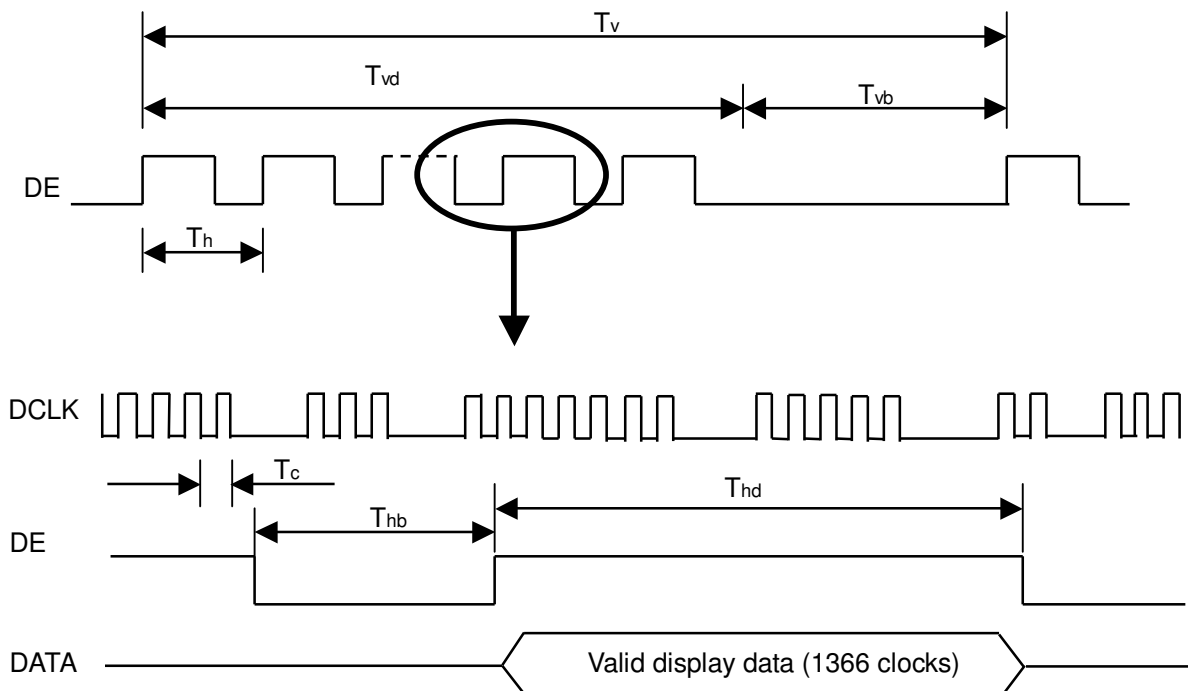 Tv
Tvd
Tvb
DE
Th
DCLK
Tc
Thd
Thb
DE
DATA
Valid display data (1366 clocks)